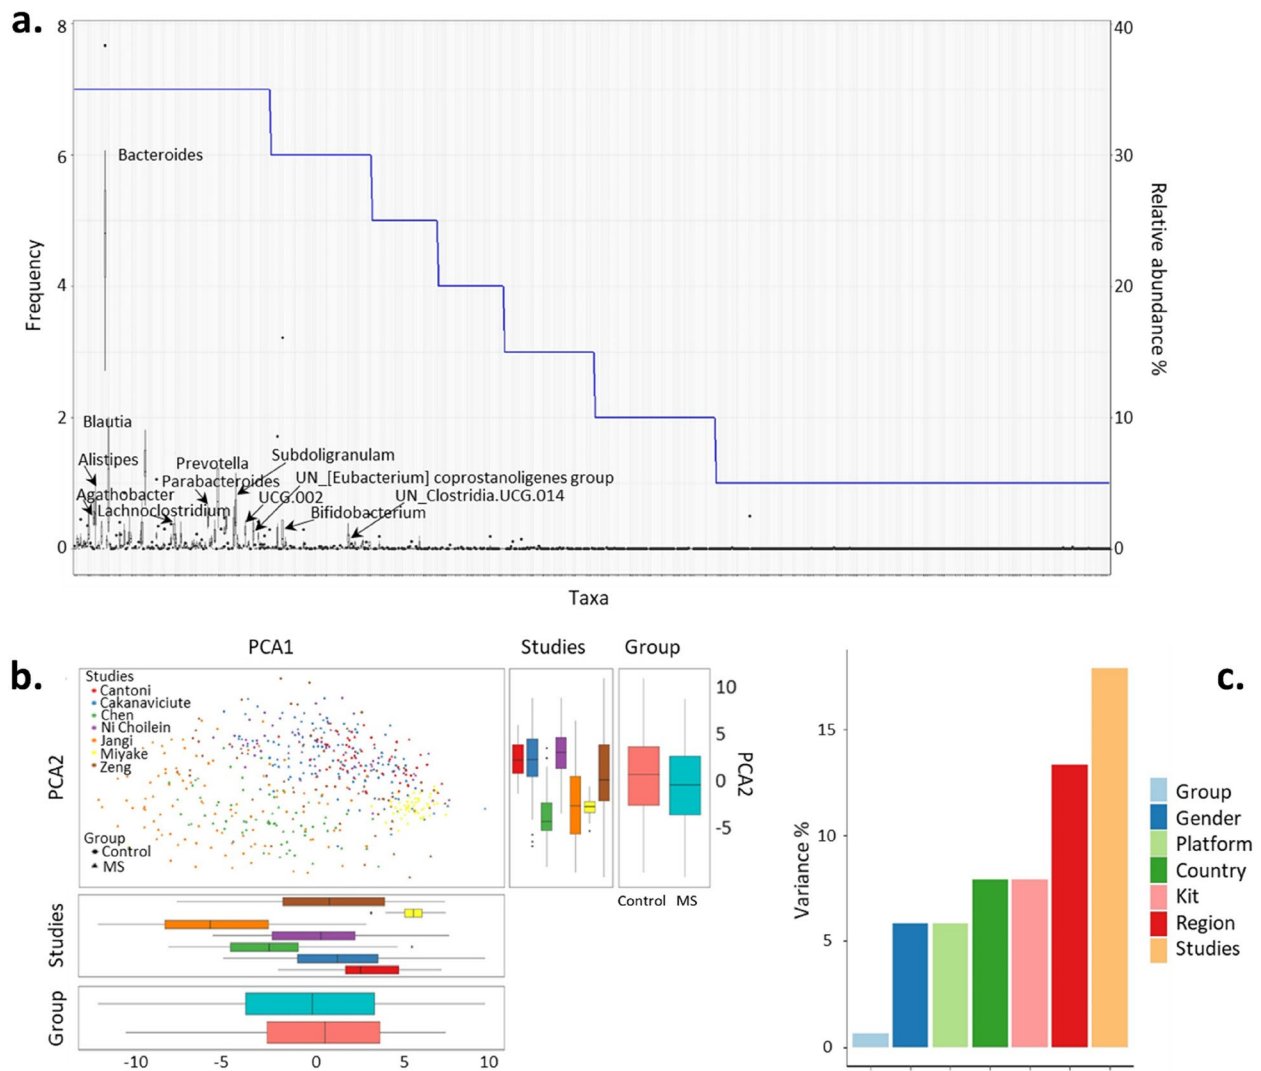 a.
8
6
4
2
0
Frequency
40
30
20
10
0
Relative abundance %
Bacteroides
Blautia
Alistipes
Agathobacter
Lachnoclostridium
Prevotella
Parabacteroides
Subdoligranulam
UN_[Eubacterium] coprostanoligenes group
UCG.002
UN_Clostridia.UCG.014
Bifidobacterium
Taxa
b.
PCA1
Studies
Group
PCA2
Studies
Cantoni
Cakanaviciute
Chen
Ni Choilein
Jangi
Miyake
Zeng
Group
Control
MS
10
5
0
-5
PCA2
Control MS
Studies
Group
-10 -5 0 5 10
c.
Variance %
15
10
5
0
Group
Gender
Platform
Country
Kit
Region
Studies